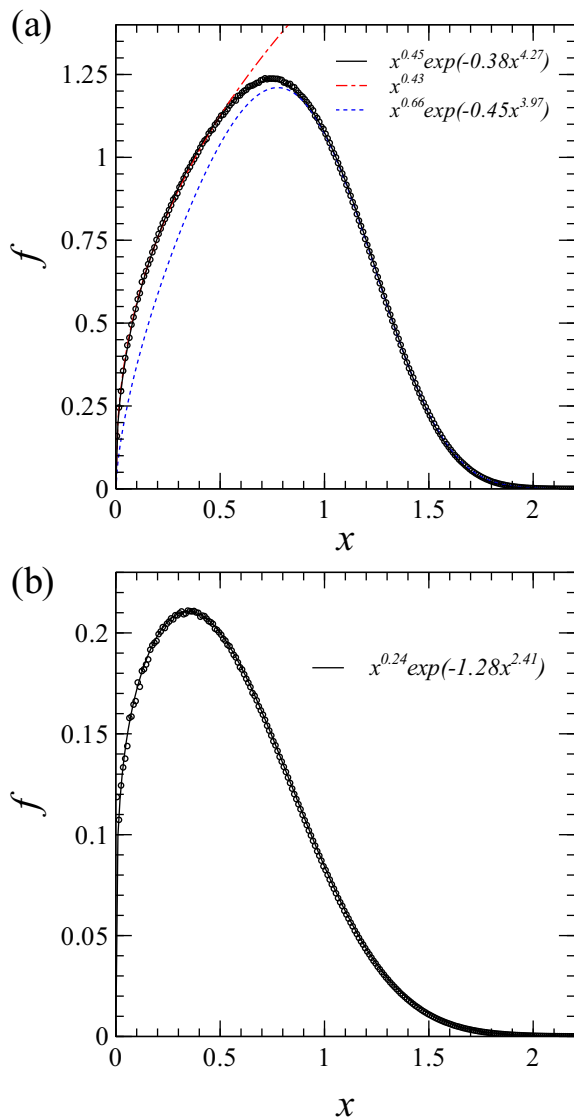 (a)
x^0.45 exp(-0.38x^4.27)
x^0.43
x^0.66 exp(-0.45x^3.97)
1.25
1
0.75
0.5
0.25
0
f
0 0.5 1 1.5 2
x
(b)
x^0.24 exp(-1.28x^2.41)
0.2
0.15
0.1
0.05
0
f
0 0.5 1 1.5 2
x